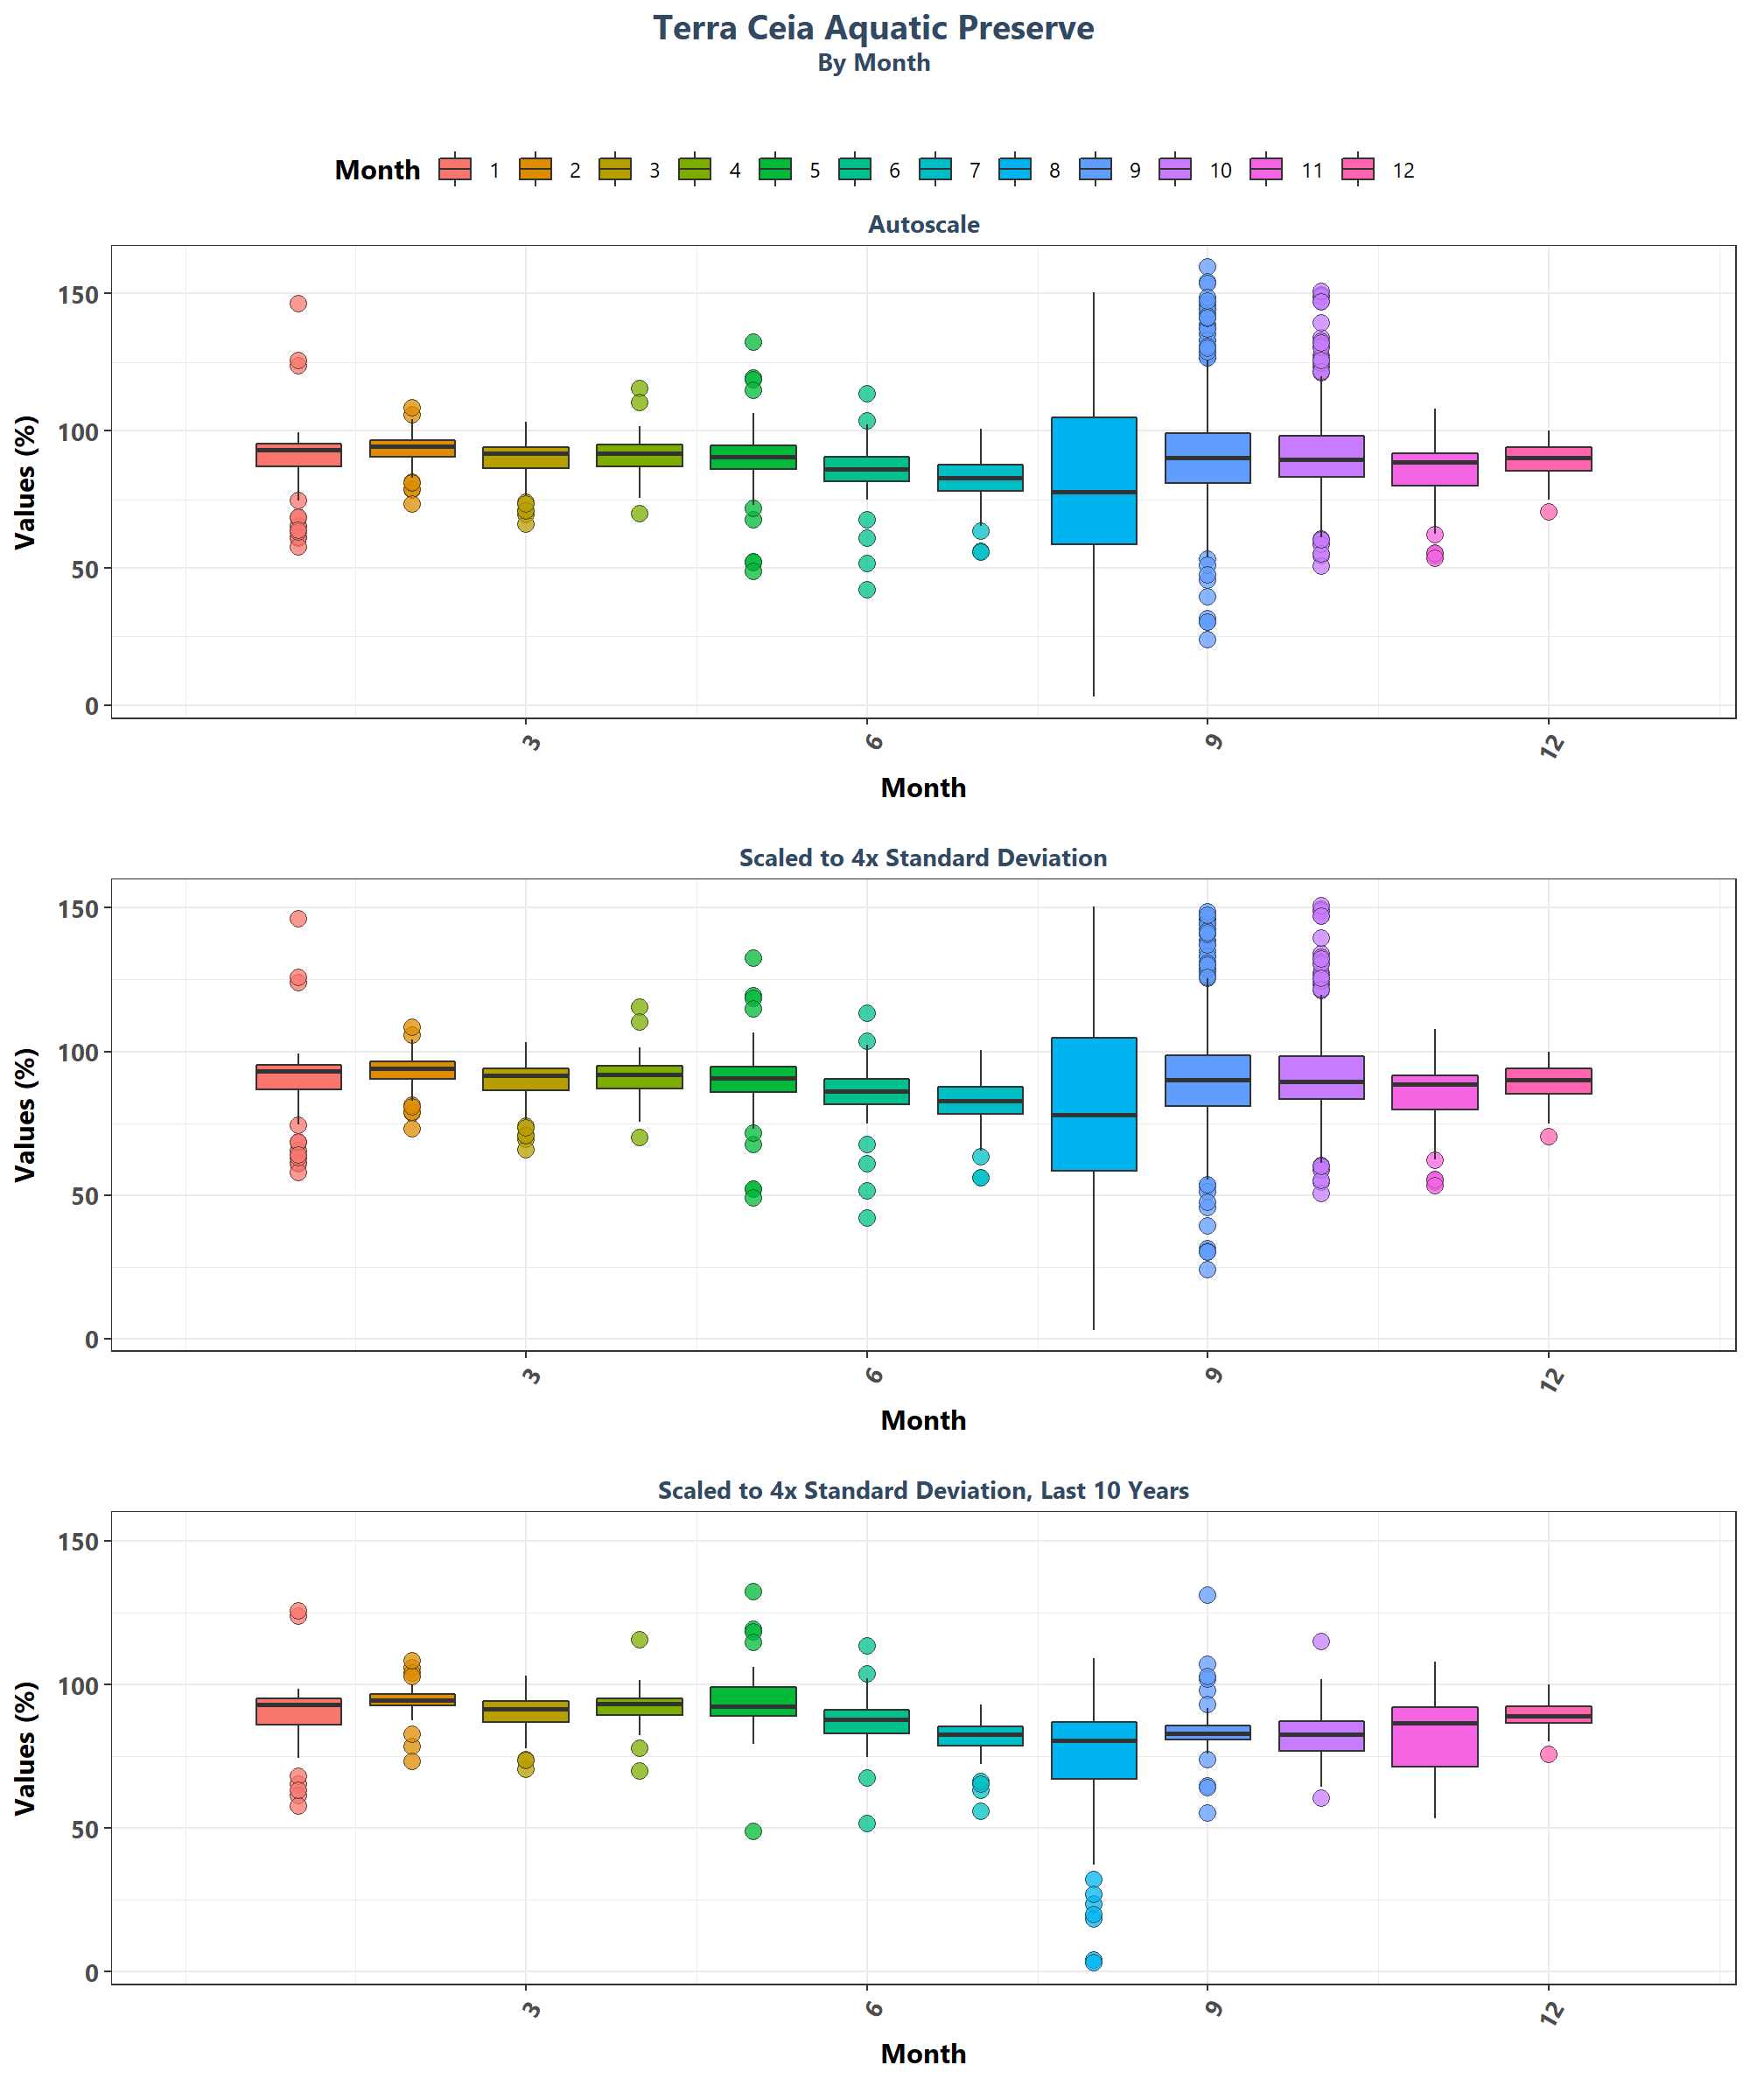 Terra Ceia Aquatic Preserve
By Month
Month 1 2 3 4 5 6 7 8 9 10 11 12
Autoscale
Values (%)
150
100
50
0
3 6 9 12
Month
Scaled to 4x Standard Deviation
Values (%)
150
100
50
0
3 6 9 12
Month
Scaled to 4x Standard Deviation, Last 10 Years
Values (%)
150
100
50
0
3 6 9 12
Month